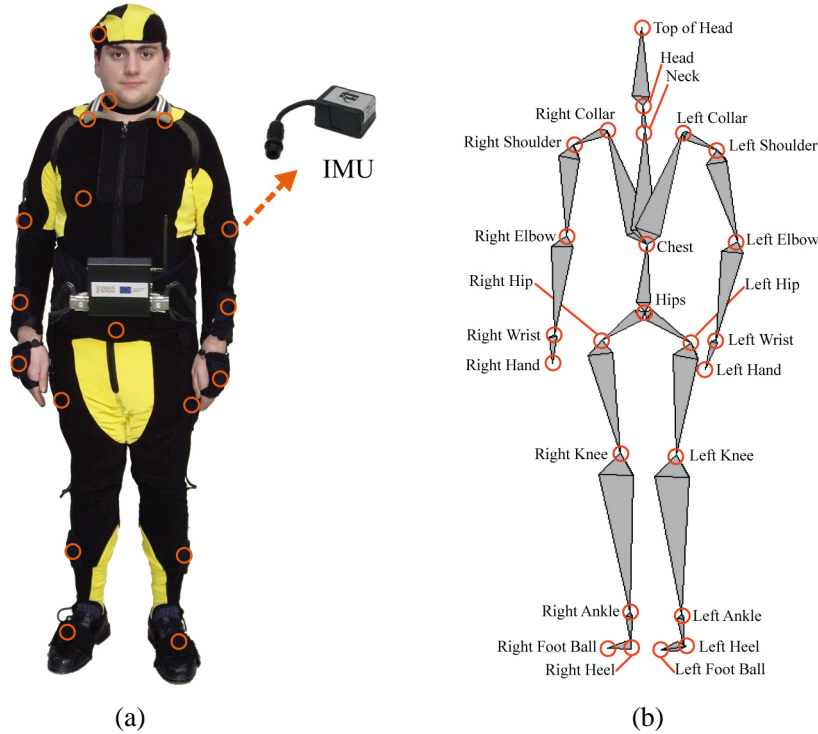 IMU
Top of Head
Head
Neck
Right Collar
Left Collar
Right Shoulder
Left Shoulder
Right Elbow
Chest
Left Elbow
Right Hip
Left Hip
Hips
Right Wrist
Left Wrist
Right Hand
Left Hand
Right Knee
Left Knee
Right Ankle
Left Ankle
Right Foot Ball
Left Heel
Right Heel
Left Foot Ball
(a)
(b)